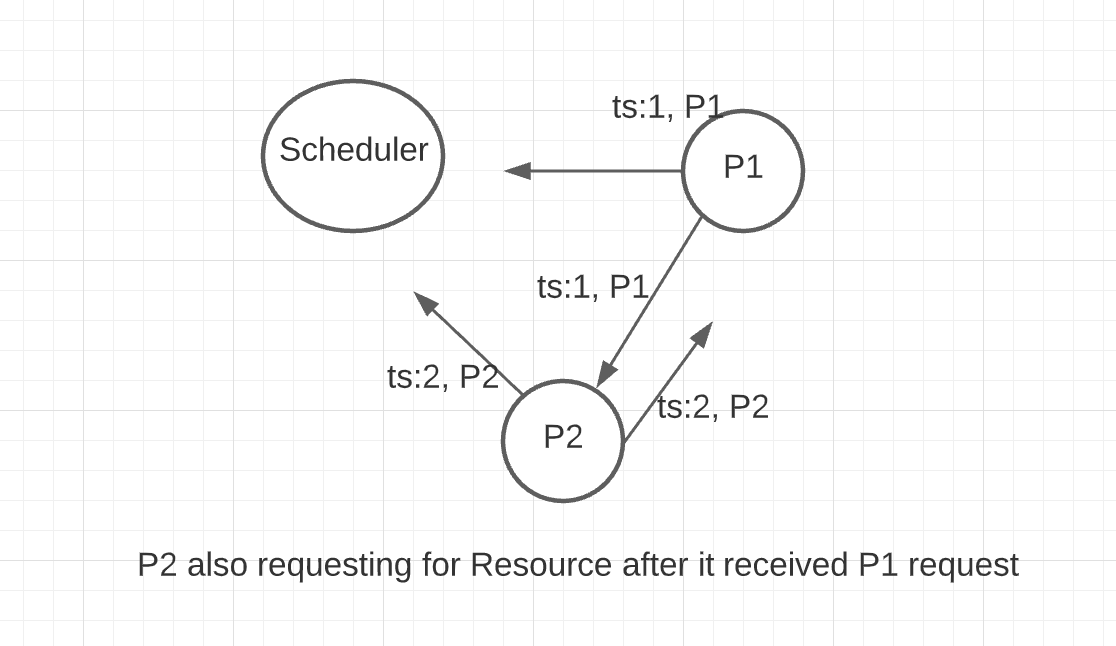 ts:1, P1
Scheduler
P1
ts:1, P1
ts:2, P2
ts:2, P2
P2
P2 also requesting for Resource after it received P1 request